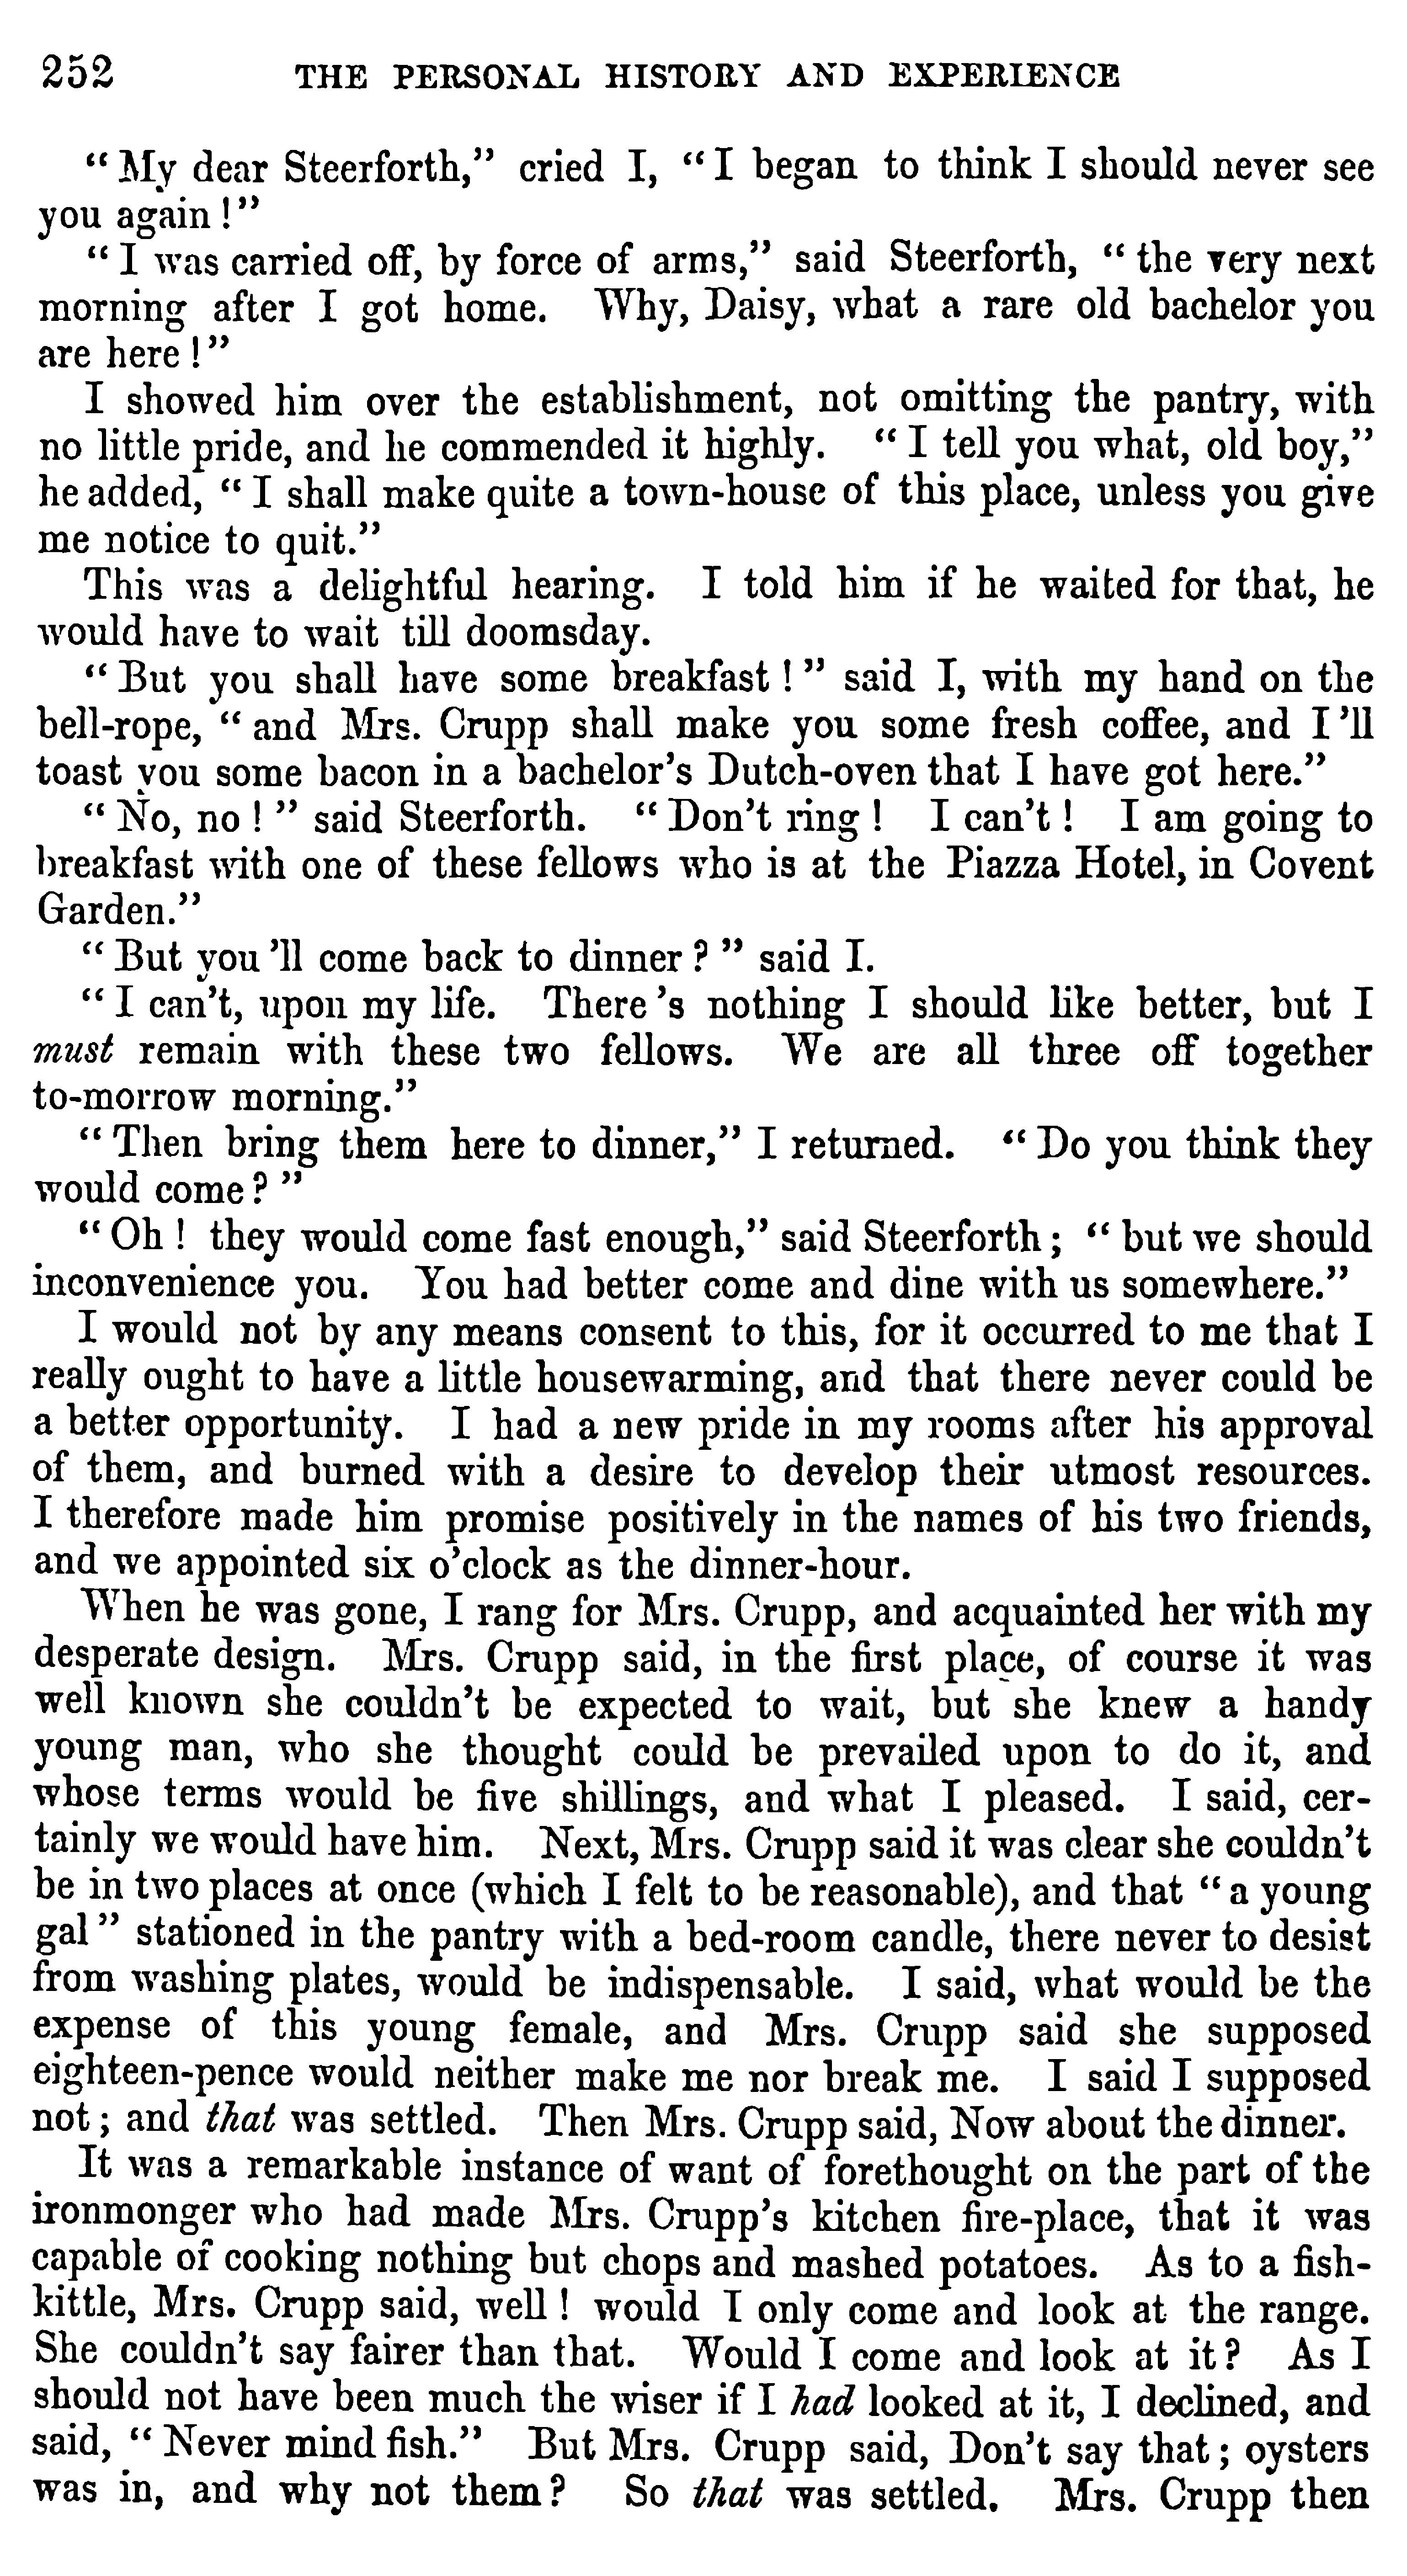 252 THE PERSONAL HISTORY AND EXPERIENCE
“My dear Steerforth,” cried I, “I began to think I should never see
you again!”
“I was carried off, by force of arms,” said Steerforth, “the very next
morning after I got home. Why, Daisy, what a rare old bachelor you
are here!”
I showed him over the establishment, not omitting the pantry, with
no little pride, and he commended it highly. “I tell you what, old boy,”
he added, “I shall make quite a town-house of this place, unless you give
me notice to quit.”
This was a delightful hearing. I told him if he waited for that, he
would have to wait till doomsday.
“But you shall have some breakfast!” said I, with my hand on the
bell-rope, “and Mrs. Crupp shall make you some fresh coffee, and I'll
toast you some bacon in a bachelor's Dutch-oven that I have got here.”
“No, no!” said Steerforth. “Don't ring! I can't! I am going to
breakfast with one of these fellows who is at the Piazza Hotel, in Covent
Garden.”
“But you'll come back to dinner?” said I.
“I can't, upon my life. There's nothing I should like better, but I
must remain with these two fellows. We are all three off together
to-morrow morning.”
“Then bring them here to dinner,” I returned. “Do you think they
would come?”
“Oh! they would come fast enough,” said Steerforth; “but we should
inconvenience you. You had better come and dine with us somewhere.”
I would not by any means consent to this, for it occurred to me that I
really ought to have a little housewarming, and that there never could be
a better opportunity. I had a new pride in my rooms after his approval
of them, and burned with a desire to develop their utmost resources.
I therefore made him promise positively in the names of his two friends,
and we appointed six o'clock as the dinner-hour.
When he was gone, I rang for Mrs. Crupp, and acquainted her with my
desperate design. Mrs. Crupp said, in the first place, of course it was
well known she couldn't be expected to wait, but she knew a handy
young man, who she thought could be prevailed upon to do it, and
whose terms would be five shillings, and what I pleased. I said, cer-
tainly we would have him. Next, Mrs. Crupp said it was clear she couldn't
be in two places at once (which I felt to be reasonable), and that “a young
gal” stationed in the pantry with a bed-room candle, there never to desist
from washing plates, would be indispensable. I said, what would be the
expense of this young female, and Mrs. Crupp said she supposed
eighteen-pence would neither make me nor break me. I said I supposed
not; and that was settled. Then Mrs. Crupp said, Now about the dinner.
It was a remarkable instance of want of forethought on the part of the
ironmonger who had made Mrs. Crupp's kitchen fire-place, that it was
capable of cooking nothing but chops and mashed potatoes. As to a fish-
kittle, Mrs. Crupp said, well! would I only come and look at the range.
She couldn't say fairer than that. Would I come and look at it? As I
should not have been much the wiser if I had looked at it, I declined, and
said, “Never mind fish.” But Mrs. Crupp said, Don't say that; oysters
was in, and why not them? So that was settled. Mrs. Crupp then